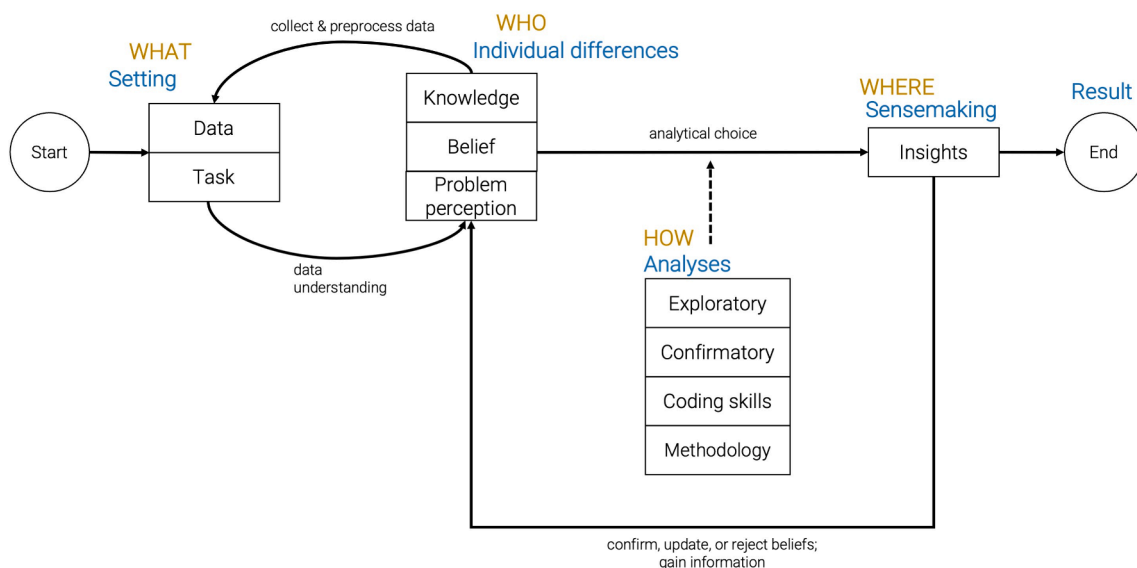 collect & preprocess data
WHAT
Setting
WHO
Individual differences
Start
Data
Task
Knowledge
Belief
Problem
perception
data
understanding
analytical choice
HOW
Analyses
Exploratory
Confirmatory
Coding skills
Methodology
WHERE
Sensemaking
Insights
Result
End
confirm, update, or reject beliefs;
gain information